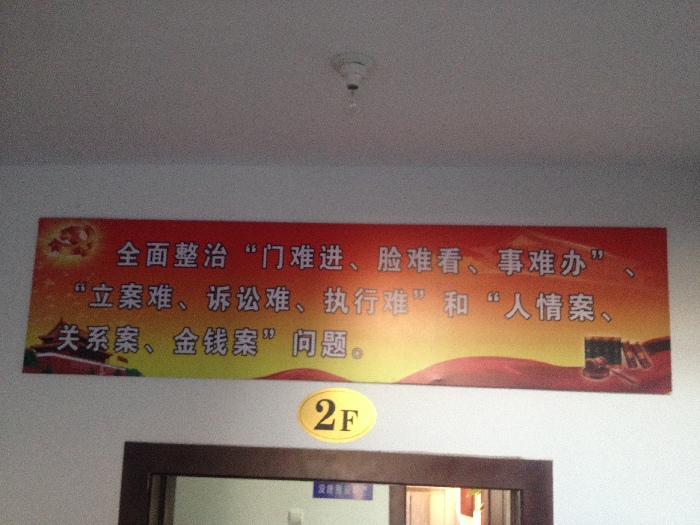 全面整治“门难进、脸难看、事难办”、
“立案难、诉讼难、执行难”和“人情案、
关系案、金钱案”问题。
2F